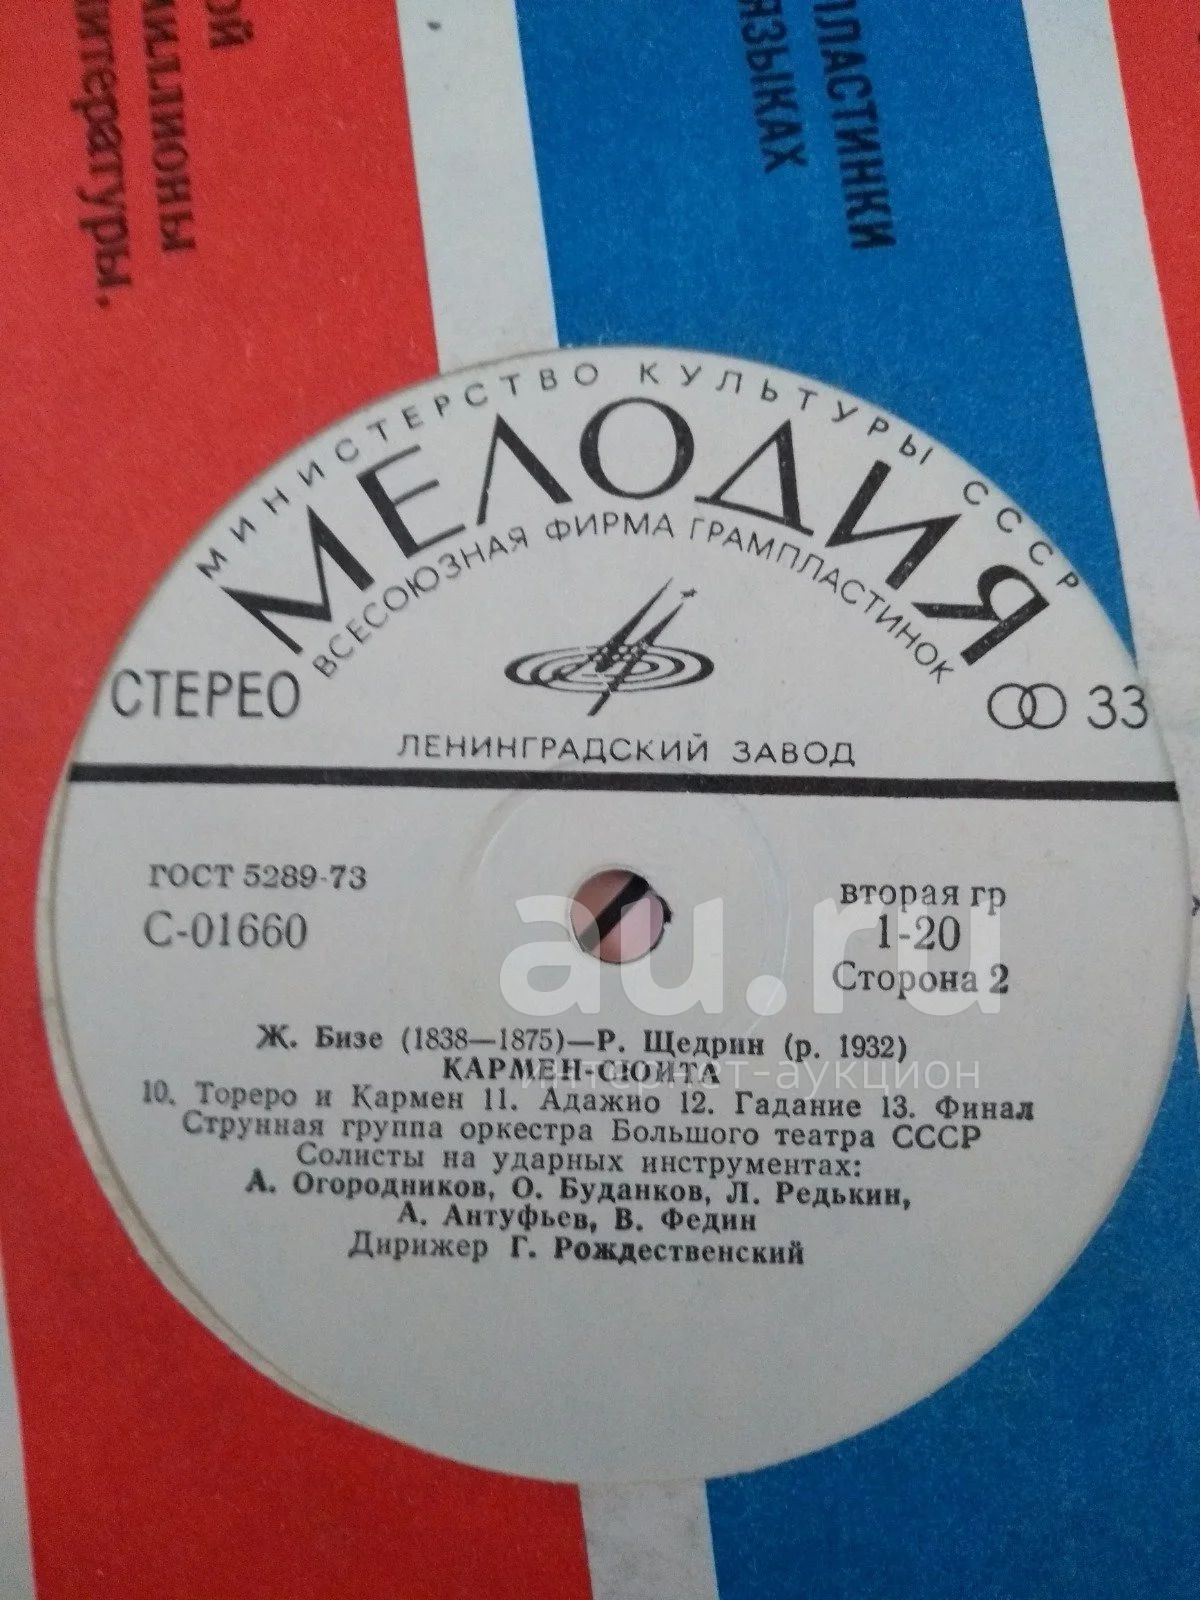 ой
миллионы
литературы.
ПЛАСТИНКИ
ЯЗЫКАХ
МИНИСТЕРСТВО КУЛЬТУРЫ СССР
МЕЛОДИЯ
ВСЕСОЮЗНАЯ ФИРМА ГРАМПЛАСТИНОК
СТЕРЕО
33
ЛЕНИНГРАДСКИЙ ЗАВОД
ГОСТ 5289-73
С-01660
вторая гр
1-20
Сторона 2
au.ru
интернет-аукцион
Ж. Бизе (1838—1875)—Р. Щедрин (р. 1932)
КАРМЕН-СЮИТА
10. Тореро и Кармен 11. Адажио 12. Гадание 13. Финал
Струнная группа оркестра Большого театра СССР
Солисты на ударных инструментах:
А. Огородников, О. Буданков, Л. Редькин,
А. Антуфьев, В. Федин
Дирижер Г. Рождественский